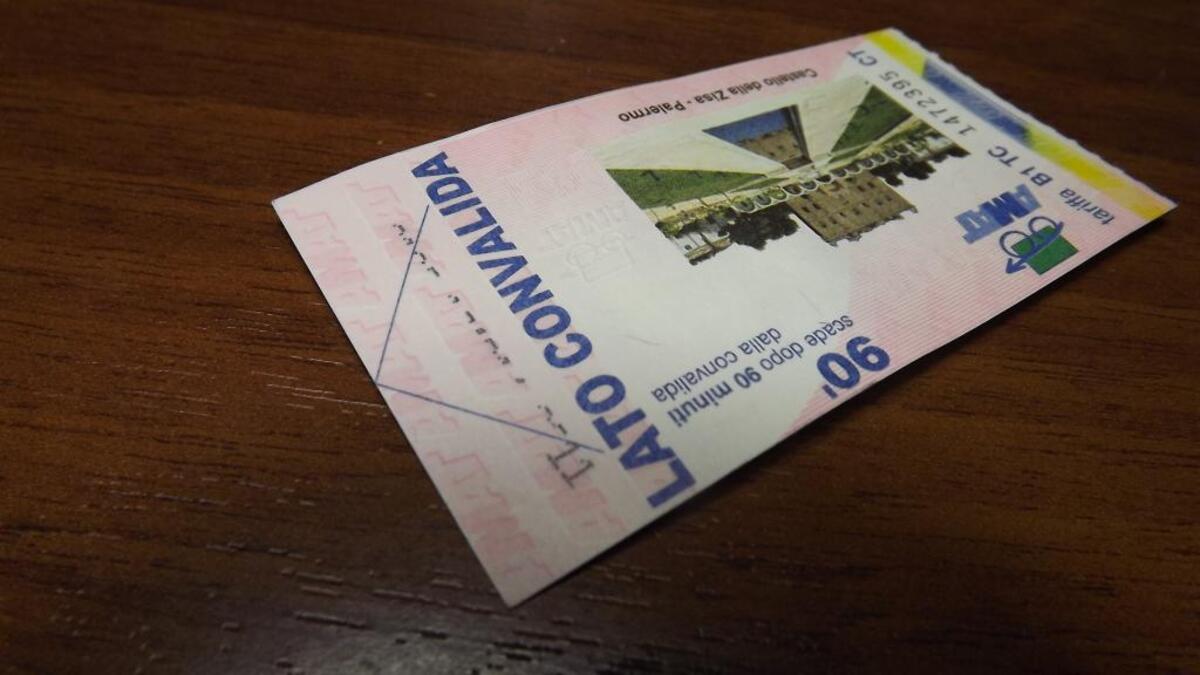 tariffa B1 TC 1472395 CT
AMAT
90'
scade dopo 90 minuti
dalla convalida
Castello della Zisa - Palermo
LATO CONVALIDA